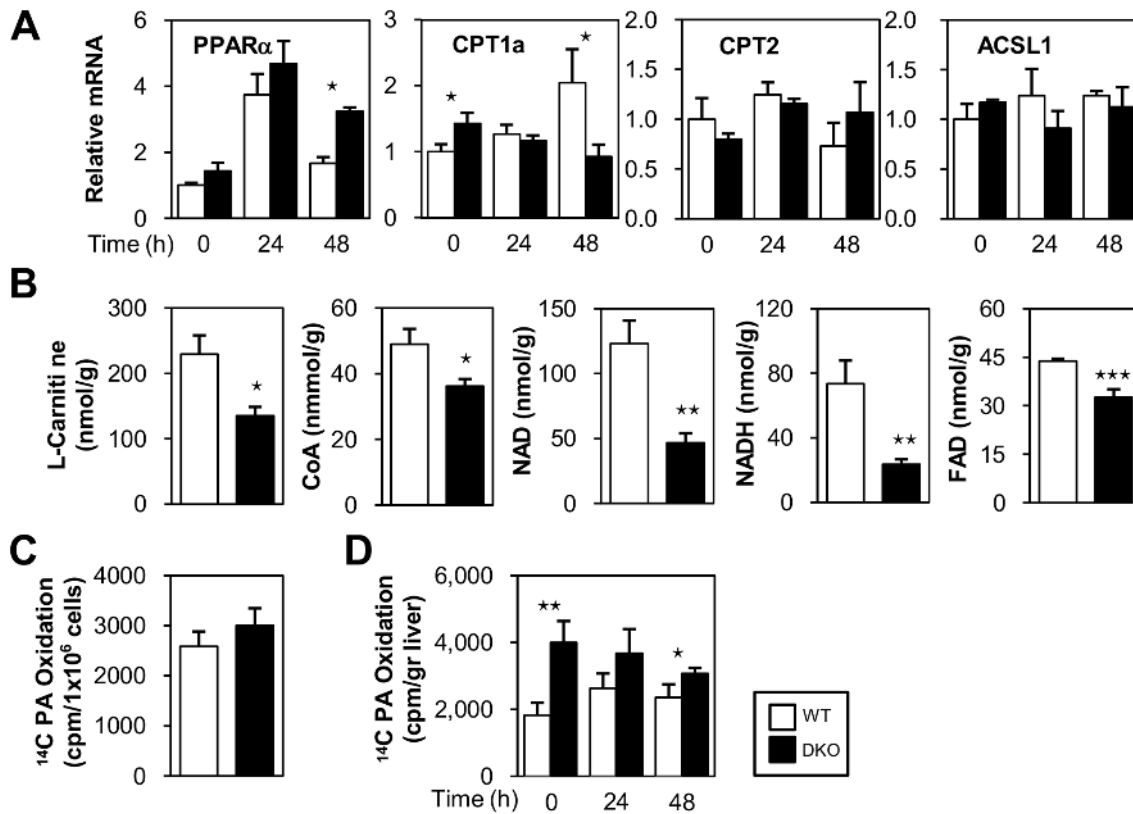 A
Relative mRNA
6
4
2
0
PPARα
★
3
2
1
0
CPT1a
★
★
2.0
1.5
1.0
0.5
0.0
CPT2
2.0
1.5
1.0
0.5
0.0
ACSL1
Time (h) 0 24 48 0 24 48 0 24 48 0 24 48
B
L-Carniti ne
(nmol/g)
300
200
100
0
★
CoA (nmmol/g)
60
40
20
0
★
NAD (nmol/g)
150
100
50
0
★★
NADH (nmol/g)
120
80
40
0
★★
FAD (nmol/g)
60
45
30
15
0
★★★
C
¹⁴C PA Oxidation
(cpm/1x10⁶ cells)
4000
3000
2000
1000
0
D
¹⁴C PA Oxidation
(cpm/gr liver)
6,000
4,000
2,000
0
★★
★
Time (h) 0 24 48
WT
DKO